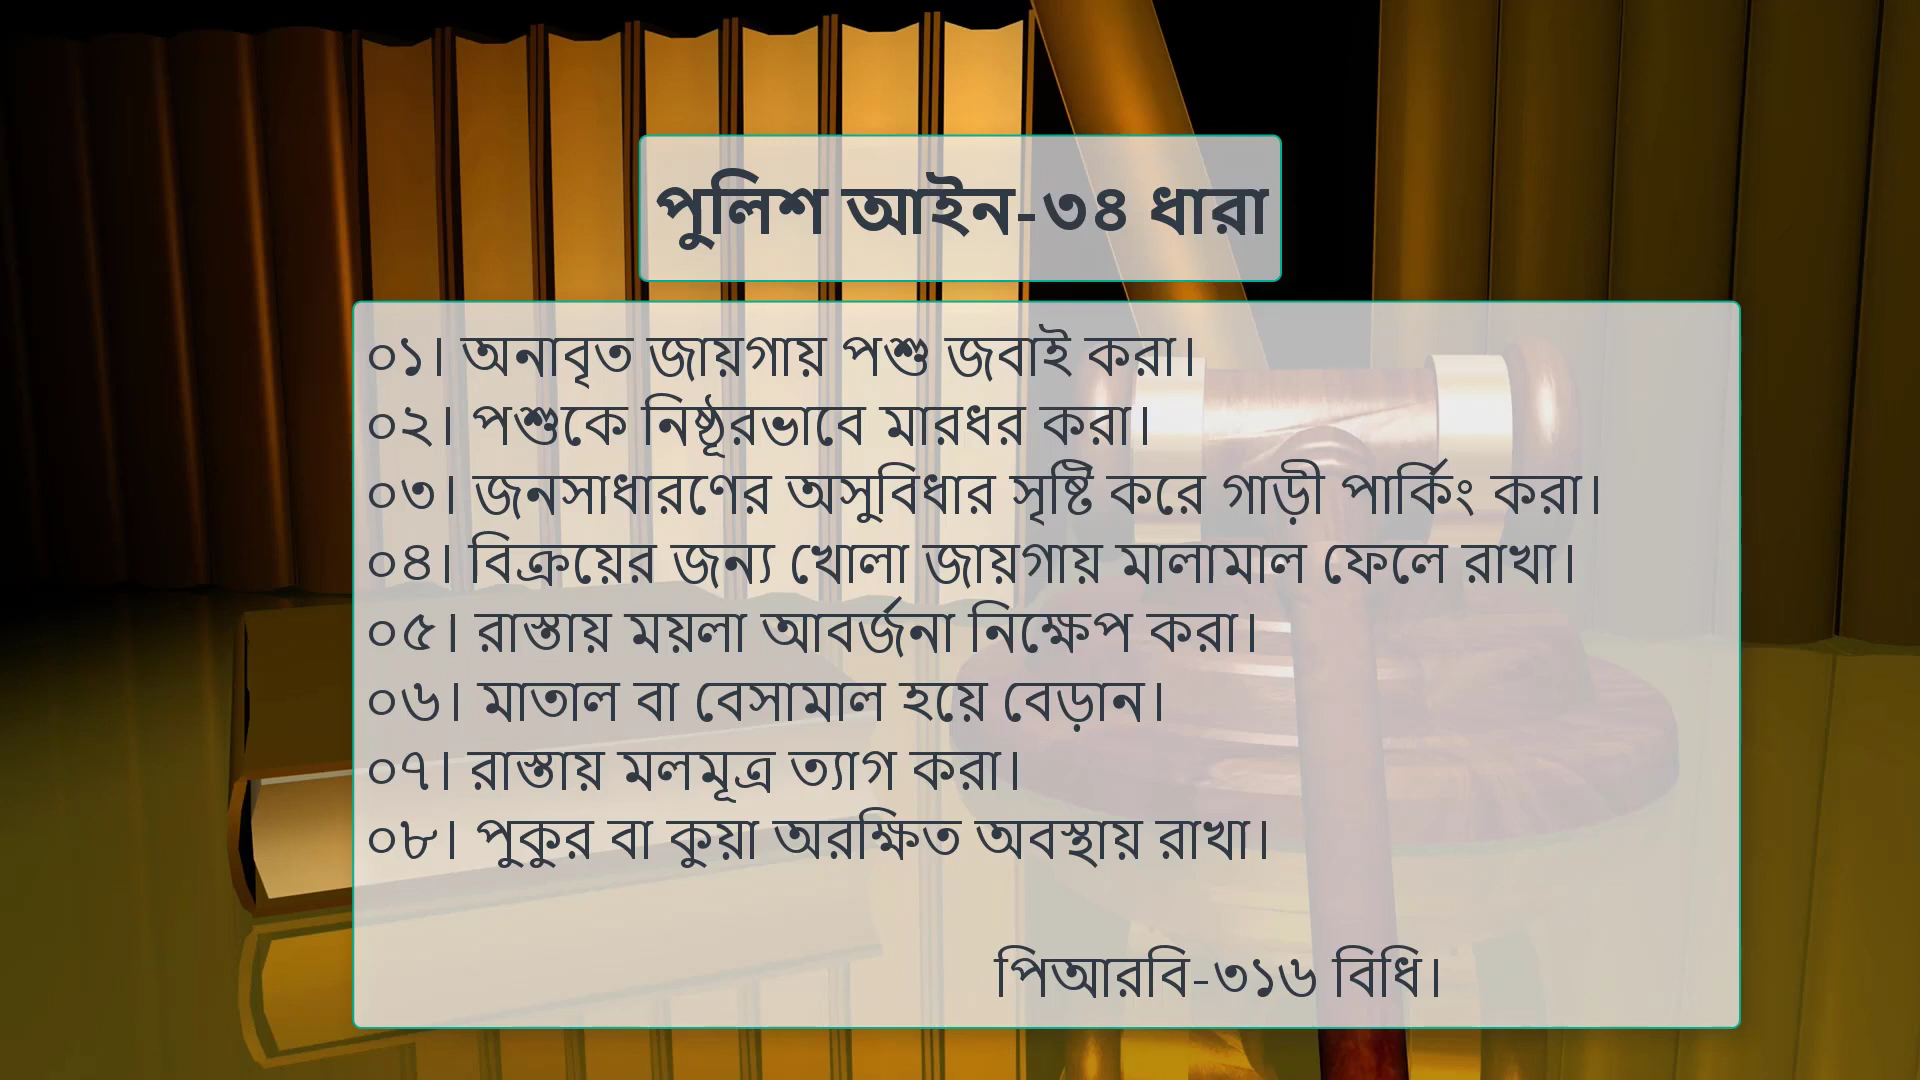 পুলিশ আইন-৩৪ ধারা
০১। অনাবৃত জায়গায় পশু জবাই করা।
০২। পশুকে নিষ্ঠূরভাবে মারধর করা।
০৩। জনসাধারণের অসুবিধার সৃষ্টি করে গাড়ী পার্কিং করা।
০৪। বিক্রয়ের জন্য খোলা জায়গায় মালামাল ফেলে রাখা।
০৫। রাস্তায় ময়লা আবর্জনা নিক্ষেপ করা।
০৬। মাতাল বা বেসামাল হয়ে বেড়ান।
০৭। রাস্তায় মলমূত্র ত্যাগ করা।
০৮। পুকুর বা কুয়া অরক্ষিত অবস্থায় রাখা।
পিআরবি-৩১৬ বিধি।